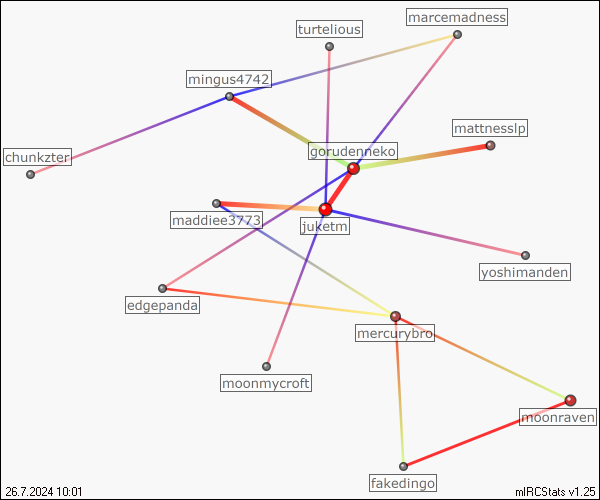 marcemadness
turtelious
mingus4742
mattnesslp
gorudenneko
chunkzter
maddiee3773
juketm
yoshimanden
edgepanda
mercurybro
moonmycroft
moonraven
fakedingo
26.7.2024 10:01
mIRCStats v1.25